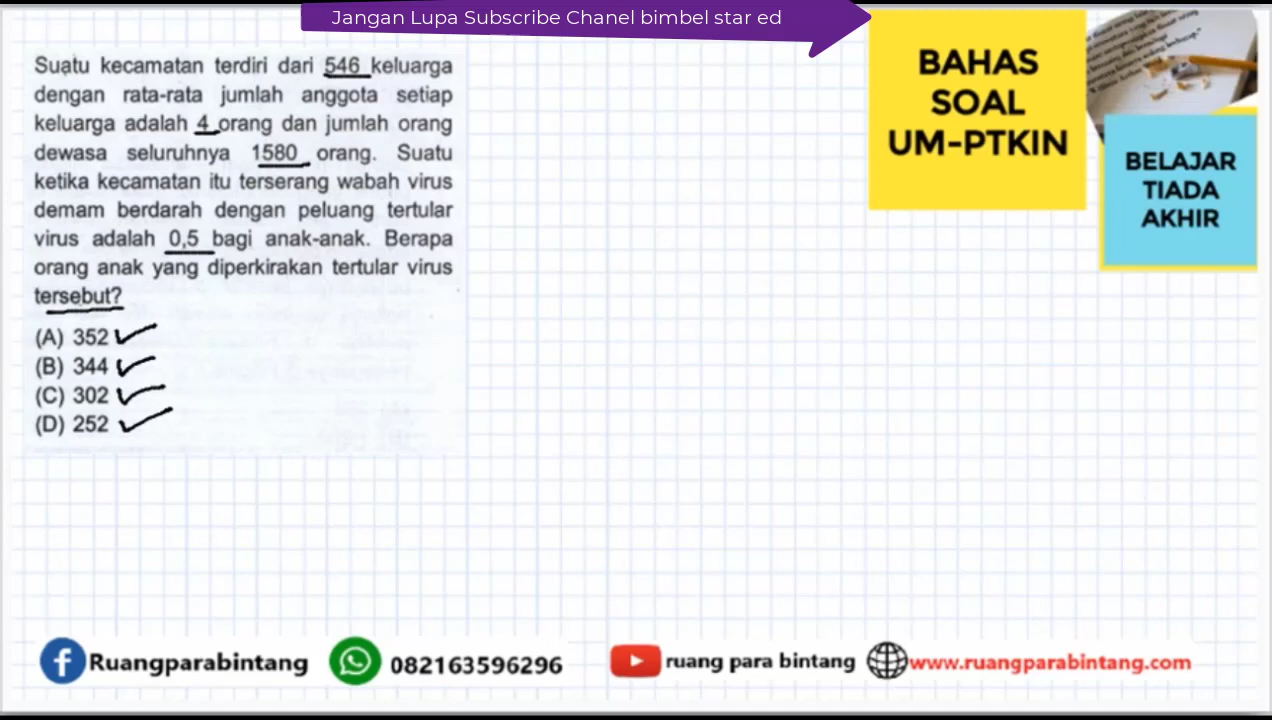 Jangan Lupa Subscribe Chanel bimbel star ed
Suatu kecamatan terdiri dari 546 keluarga
dengan rata-rata jumlah anggota setiap
keluarga adalah 4 orang dan jumlah orang
dewasa seluruhnya 1580 orang. Suatu
ketika kecamatan itu terserang wabah virus
demam berdarah dengan peluang tertular
virus adalah 0,5 bagi anak-anak. Berapa
orang anak yang diperkirakan tertular virus
tersebut?
(A) 352
(B) 344
(C) 302
(D) 252
BAHAS
SOAL
UM-PTKIN
BELAJAR
TIADA
AKHIR
Ruangparabintang
082163596296
ruang para bintang
www.ruangparabintang.com